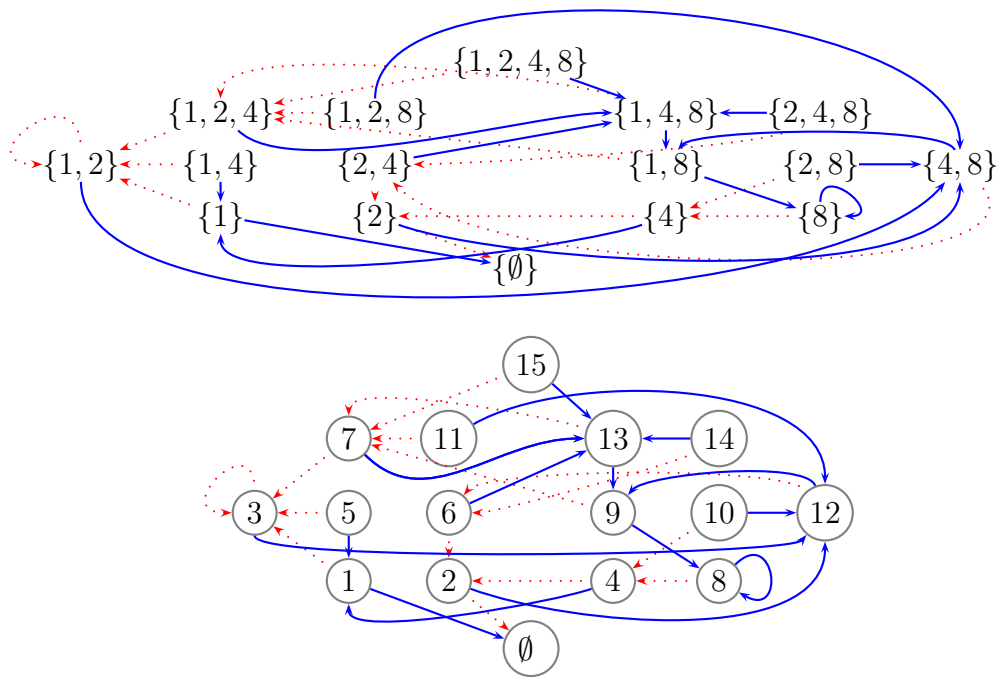 {1, 2, 4, 8}
{1, 2, 4} {1, 2, 8} {1, 4, 8} {2, 4, 8}
{1, 2} {1, 4} {2, 4} {1, 8} {2, 8} {4, 8}
{1} {2} {4} {8}
{∅}
15
7 11 13 14
3 5 6 9 10 12
1 2 4 8
∅